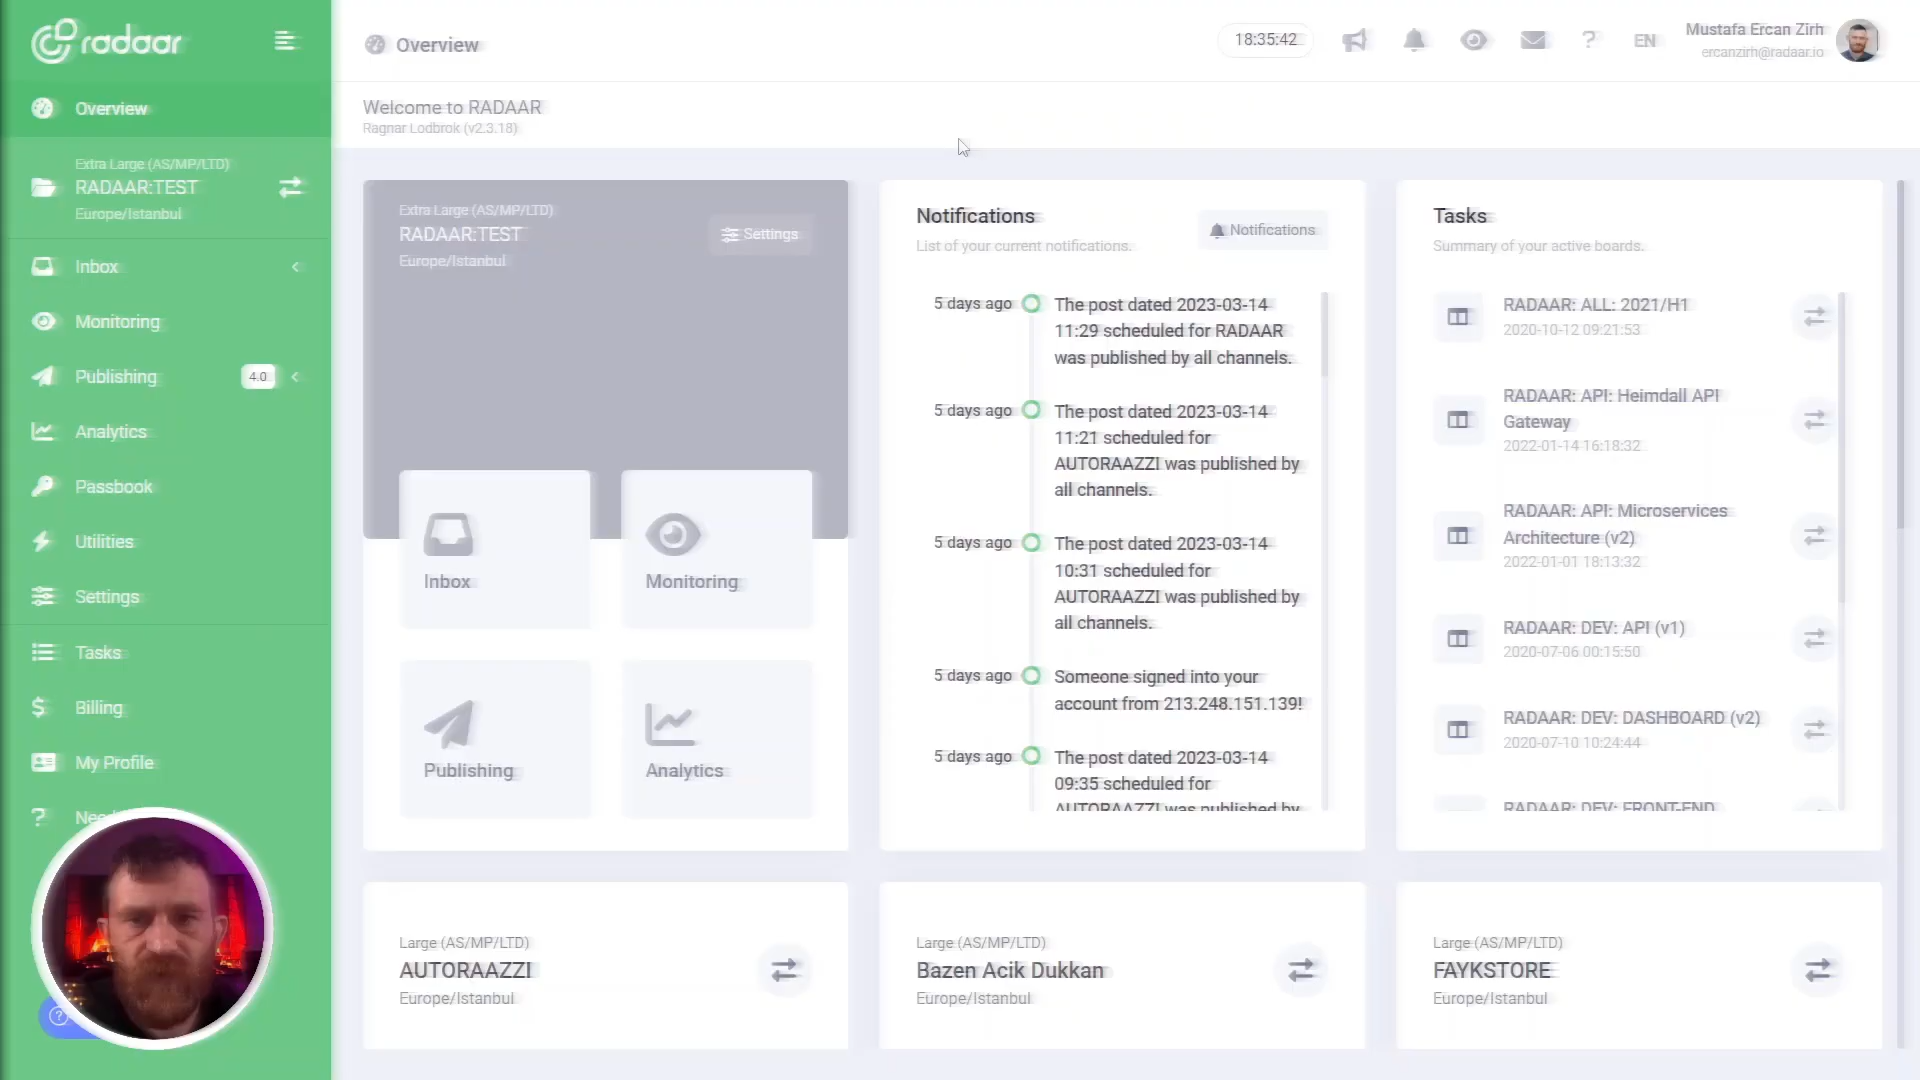 radaar
Overview
Extra Large (AS/MP/LTD)
RADAAR:TEST
Europe/Istanbul
Inbox
Monitoring
Publishing
4.0
Analytics
Passbook
Utilities
Settings
Tasks
Billing
My Profile
?
Overview
18:35:42
?
EN
Mustafa Ercan Zirh
ercanzirh@radaar.io
Welcome to RADAAR
Ragnar Lodbrok (v2.3.18)
Extra Large (AS/MP/LTD)
RADAAR:TEST
Europe/Istanbul
Settings
Inbox
Monitoring
Publishing
Analytics
Notifications
List of your current notifications.
Notifications
5 days ago
The post dated 2023-03-14
11:29 scheduled for RADAAR
was published by all channels.
5 days ago
The post dated 2023-03-14
11:21 scheduled for
AUTORAAZZI was published by
all channels.
5 days ago
The post dated 2023-03-14
10:31 scheduled for
AUTORAAZZI was published by
all channels.
5 days ago
Someone signed into your
account from 213.248.151.139!
5 days ago
The post dated 2023-03-14
09:35 scheduled for
AUTORAAZZI was published by
Tasks
Summary of your active boards.
RADAAR: ALL: 2021/H1
2020-10-12 09:21:53
RADAAR: API: Heimdall API
Gateway
2022-01-14 16:18:32
RADAAR: API: Microservices
Architecture (v2)
2022-01-01 18:13:32
RADAAR: DEV: API (v1)
2020-07-06 00:15:50
RADAAR: DEV: DASHBOARD (v2)
2020-07-10 10:24:44
RADAAR: DEV: FRONT-END
Large (AS/MP/LTD)
AUTORAAZZI
Europe/Istanbul
Large (AS/MP/LTD)
Bazen Acik Dukkan
Europe/Istanbul
Large (AS/MP/LTD)
FAYKSTORE
Europe/Istanbul